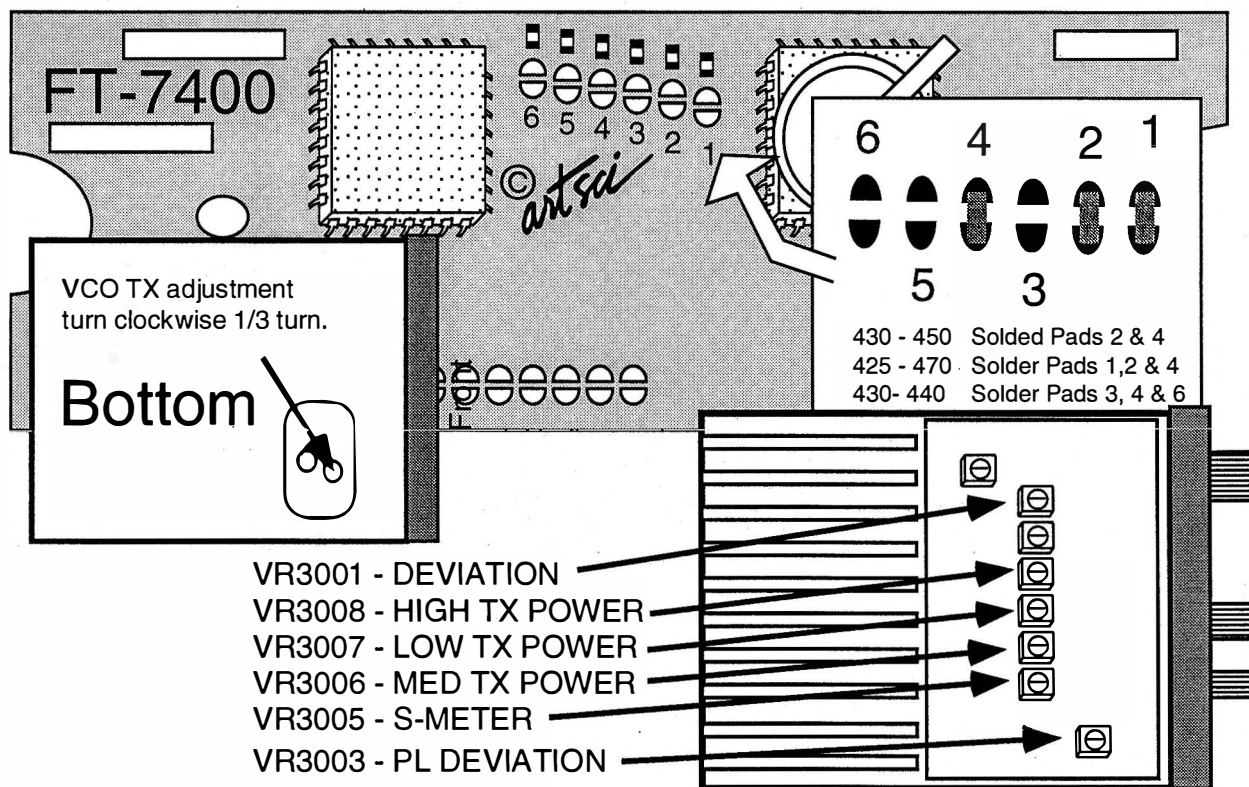 FT-7400
6 5 4 3 2 1
© artsci
6 4 2 1
5 3
430 - 450 Solded Pads 2 & 4
425 - 470 Solder Pads 1,2 & 4
430- 440 Solder Pads 3, 4 & 6
VCO TX adjustment
turn clockwise 1/3 turn.
Bottom
Front
VR3001 - DEVIATION
VR3008 - HIGH TX POWER
VR3007 - LOW TX POWER
VR3006 - MED TX POWER
VR3005 - S-METER
VR3003 - PL DEVIATION